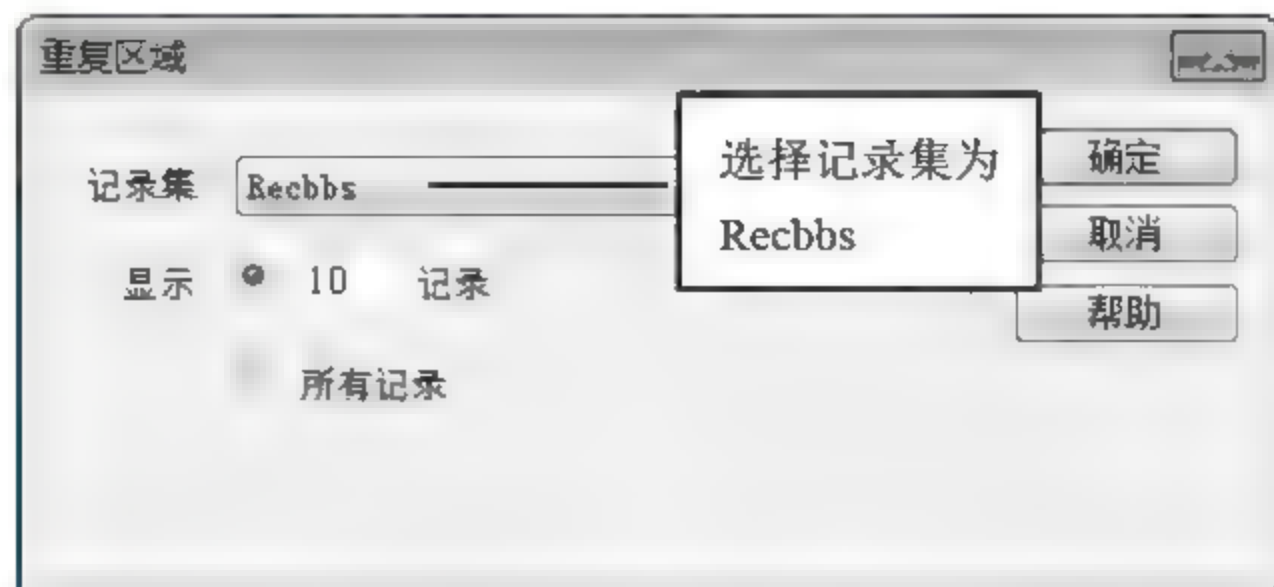 重复区域
记录集 Recbbs
选择记录集为
Recbbs
确定
取消
显示 10 记录
帮助
所有记录